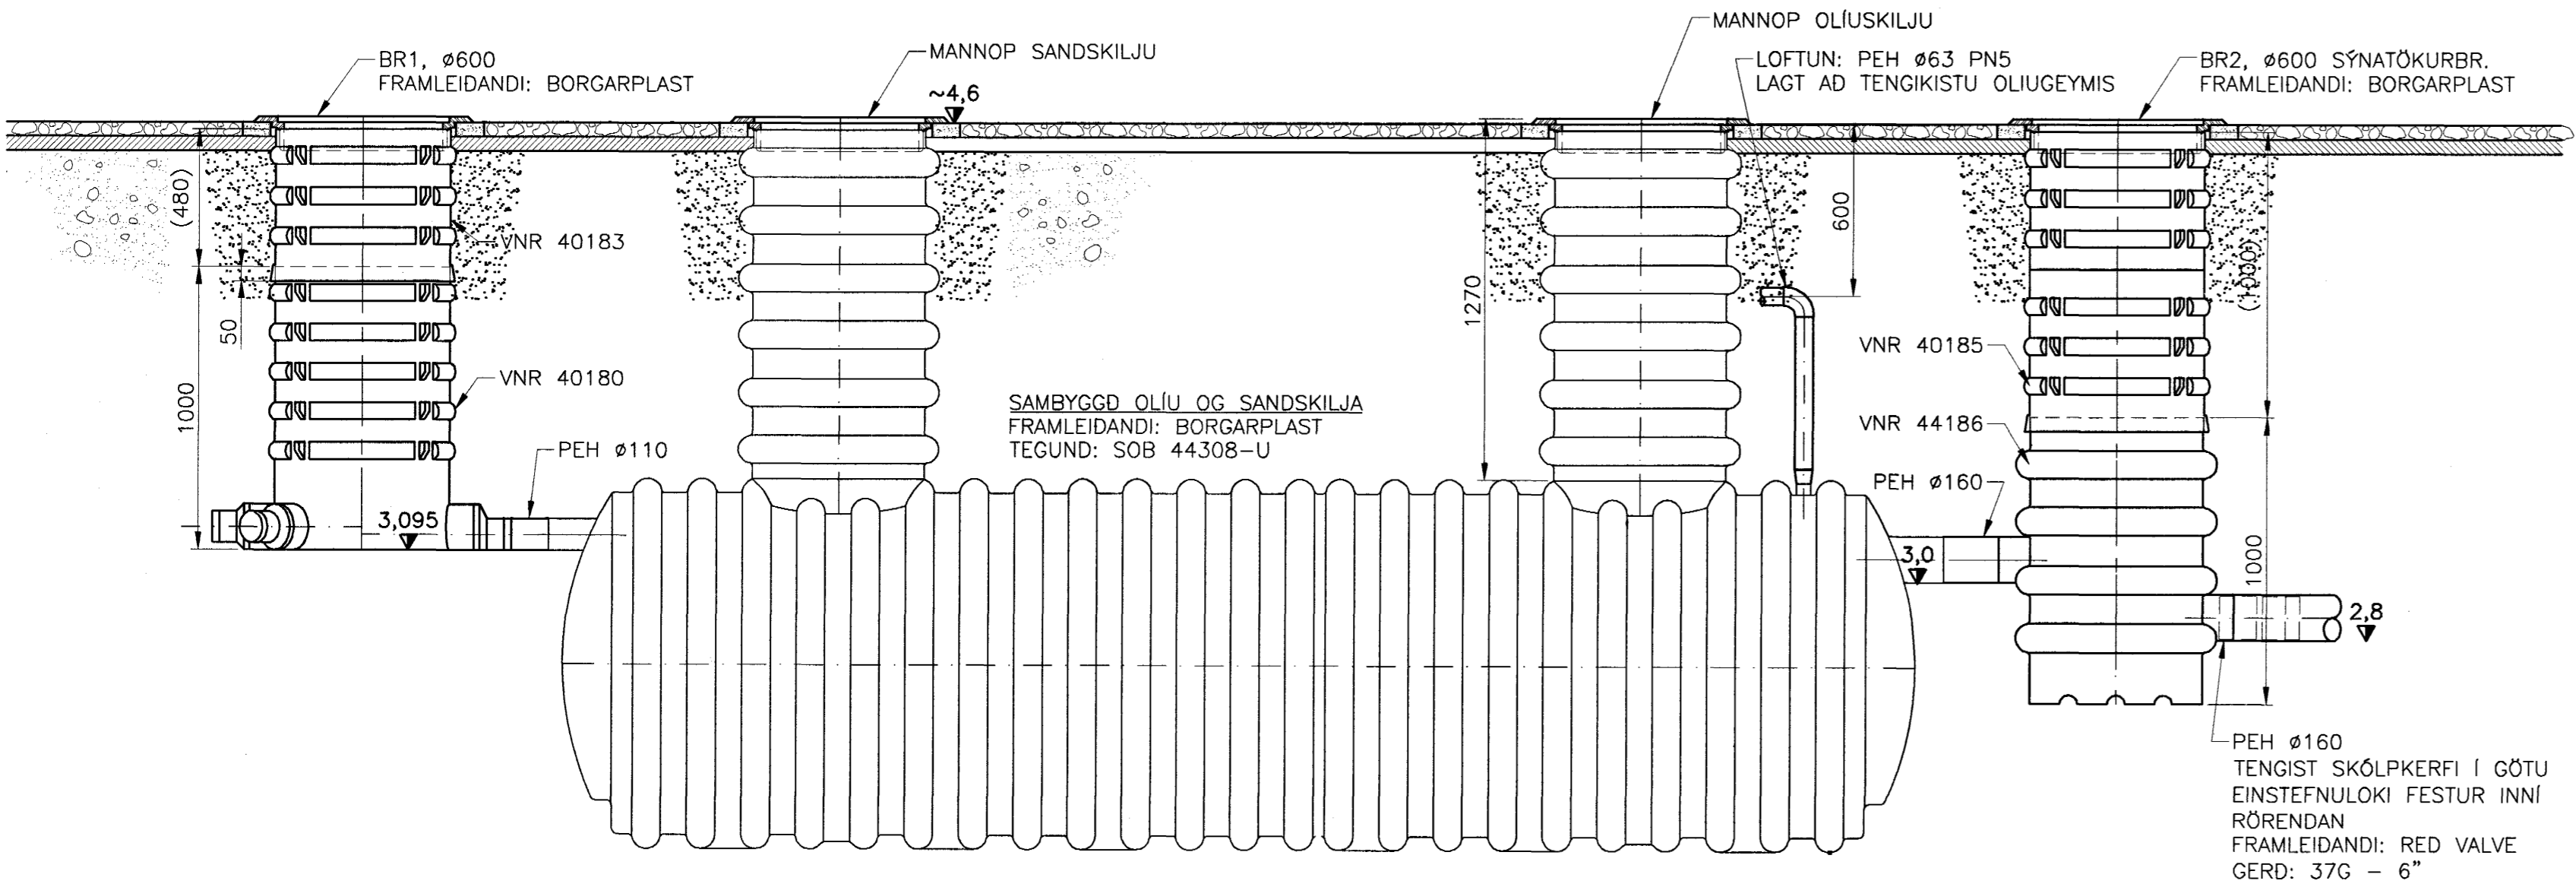 BR1, ø600
FRAMLEIÐANDI: BORGARPLAST
MANNOP SANDSKILJU
~4,6
MANNOP OLÍUSKILJU
LOFTUN: PEH ø63 PN5
LAGT AÐ TENGIKISTU OLIUGEYMIS
BR2, ø600 SÝNATÖKURBR.
FRAMLEIÐANDI: BORGARPLAST
(480)
VNR 40183
50
1000
VNR 40180
PEH ø110
3,095
SAMBYGGÐ OLÍU OG SANDSKILJA
FRAMLEIÐANDI: BORGARPLAST
TEGUND: SOB 44308-U
1270
600
(1000)
VNR 40185
VNR 44186
PEH ø160
3,0
1000
2,8
PEH ø160
TENGIST SKÓLPKERFI Í GÖTU
EINSTEFNULOKI FESTUR INNÍ
RÖRENDAN
FRAMLEIÐANDI: RED VALVE
GERÐ: 37G – 6"